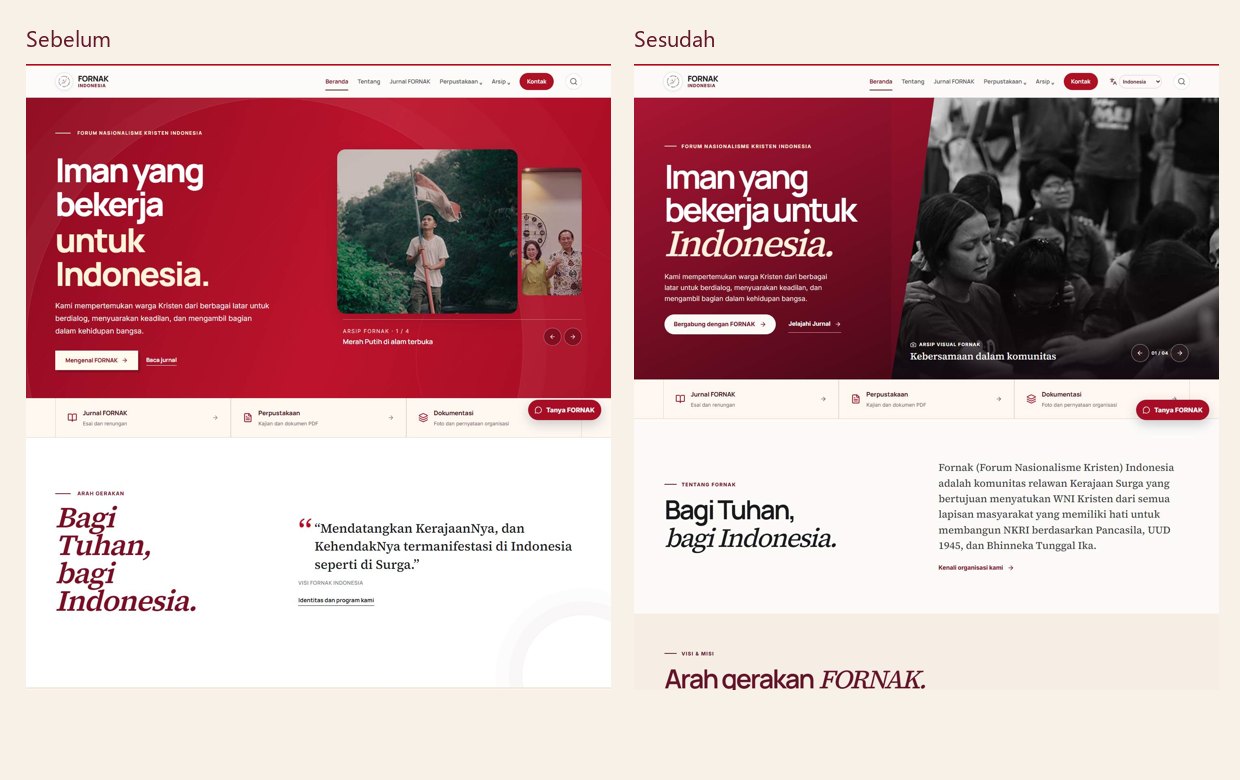 Sebelum
FORNAK
INDONESIA
Beranda Tentang Jurnal FORNAK Perpustakaan Arsip Kontak
FORUM NASIONALISME KRISTEN INDONESIA
Iman yang
bekerja
untuk
Indonesia.
Kami mempertemukan warga Kristen dari berbagai latar untuk
berdialog, menyuarakan keadilan, dan mengambil bagian
dalam kehidupan bangsa.
Mengenal FORNAK → Baca jurnal
ARSIP FORNAK · 1 / 4
Merah Putih di alam terbuka
← →
Jurnal FORNAK →
Esai dan renungan
Perpustakaan →
Kajian dan dokumen PDF
Dokumentasi
Foto dan pernyataan organisasi
Tanya FORNAK
ARAH GERAKAN
Bagi
Tuhan,
bagi
Indonesia.
“ “Mendatangkan KerajaanNya, dan
KehendakNya termanifestasi di Indonesia
seperti di Surga.”
VISI FORNAK INDONESIA
Identitas dan program kami
Sesudah
FORNAK
INDONESIA
Beranda Tentang Jurnal FORNAK Perpustakaan Arsip Kontak Indonesia
FORUM NASIONALISME KRISTEN INDONESIA
Iman yang
bekerja untuk
Indonesia.
Kami mempertemukan warga Kristen dari berbagai
latar untuk berdialog, menyuarakan keadilan, dan
mengambil bagian dalam kehidupan bangsa.
Bergabung dengan FORNAK → Jelajahi Jurnal →
ARSIP VISUAL FORNAK
Kebersamaan dalam komunitas
← 01 / 04 →
Jurnal FORNAK →
Esai dan renungan
Perpustakaan →
Kajian dan dokumen PDF
Dokumentasi
Foto dan pernyataan organisasi
Tanya FORNAK
TENTANG FORNAK
Bagi Tuhan,
bagi Indonesia.
Fornak (Forum Nasionalisme Kristen) Indonesia
adalah komunitas relawan Kerajaan Surga yang
bertujuan menyatukan WNI Kristen dari semua
lapisan masyarakat yang memiliki hati untuk
membangun NKRI berdasarkan Pancasila, UUD
1945, dan Bhinneka Tunggal Ika.
Kenali organisasi kami →
VISI & MISI
Arah gerakan FORNAK.